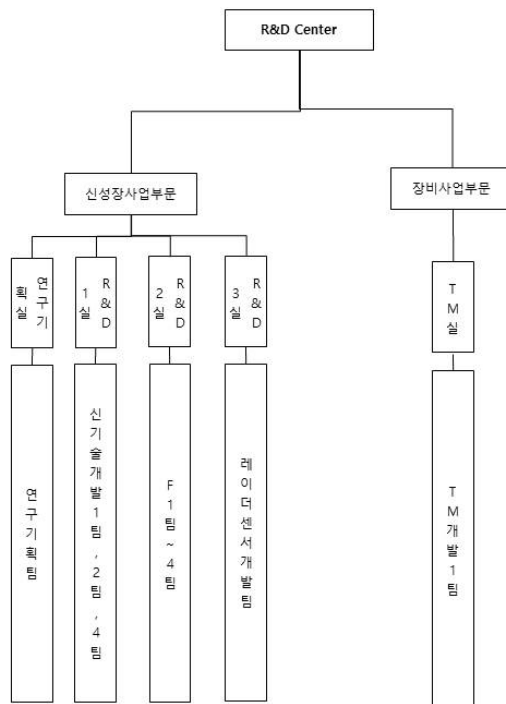 R&D Center
신성장사업부문
장비사업부문
연구기획실
R&D 1실
R&D 2실
R&D 3실
TM실
연구기획팀
신기술개발1팀,2팀,4팀
F1팀~4팀
레이더센서개발팀
TM개발1팀